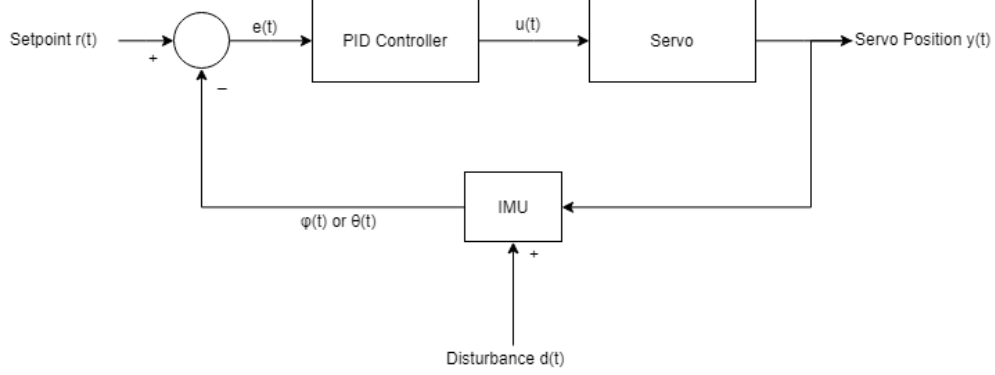 e(t)
u(t)
Setpoint r(t)
PID Controller
Servo
Servo Position y(t)
+
–
IMU
φ(t) or θ(t)
+
Disturbance d(t)